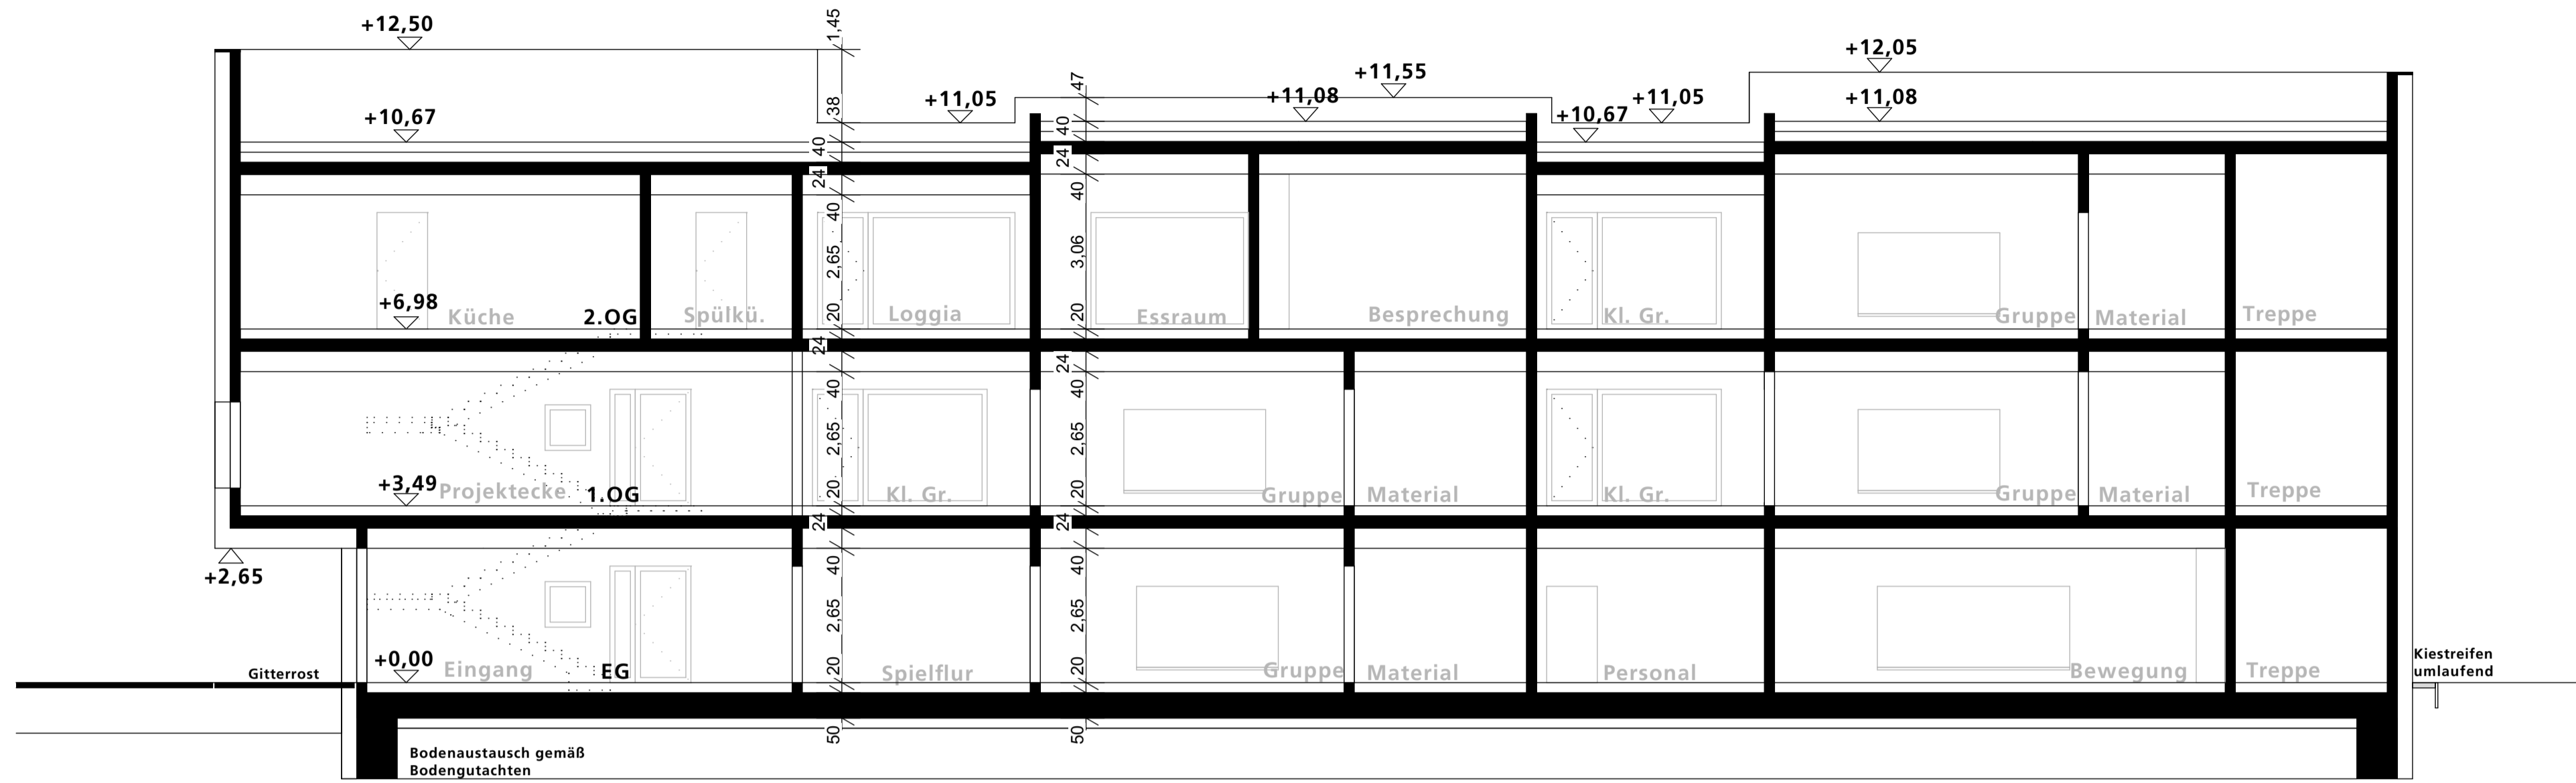 +12,50
1,45
+12,05
+11,55
47
+11,05
+11,08
+11,05
+11,08
38
+10,67
+10,67
40
40
24
24
40
40
2,65
3,06
+6,98
Küche
2.OG
Spülkü.
20
Loggia
20
Essraum
Besprechung
Kl. Gr.
Gruppe
Material
Treppe
24
24
40
40
2,65
2,65
+3,49
Projektecke
1.OG
20
Kl. Gr.
20
Gruppe
Material
Kl. Gr.
Gruppe
Material
Treppe
24
24
+2,65
40
40
2,65
2,65
Gitterrost
+0,00
Eingang
EG
20
Spielflur
20
Gruppe
Material
Personal
Bewegung
Treppe
Kiestreifen
umlaufend
50
50
Bodenaustausch gemäß
Bodengutachten